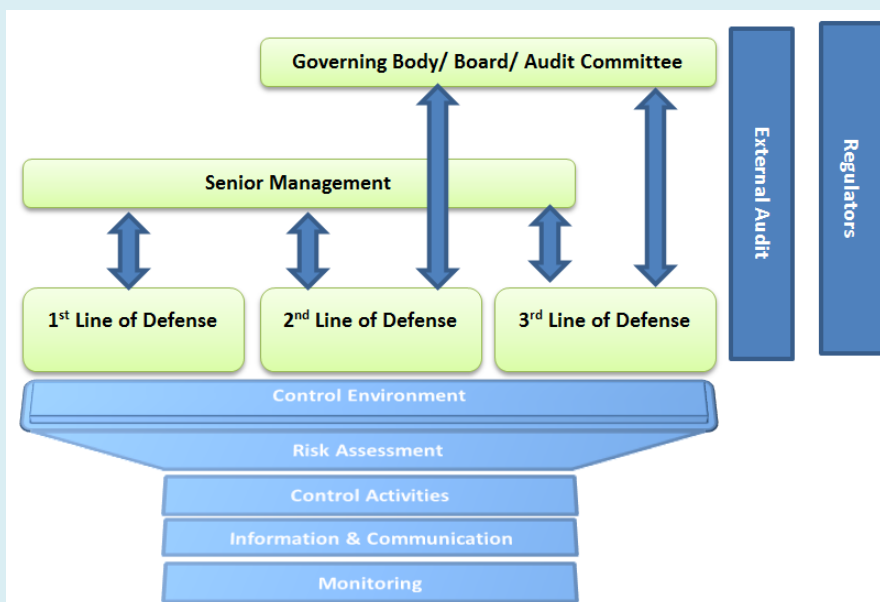 Governing Body/ Board/ Audit Committee
Senior Management
1st Line of Defense
2nd Line of Defense
3rd Line of Defense
External Audit
Regulators
Control Environment
Risk Assessment
Control Activities
Information & Communication
Monitoring